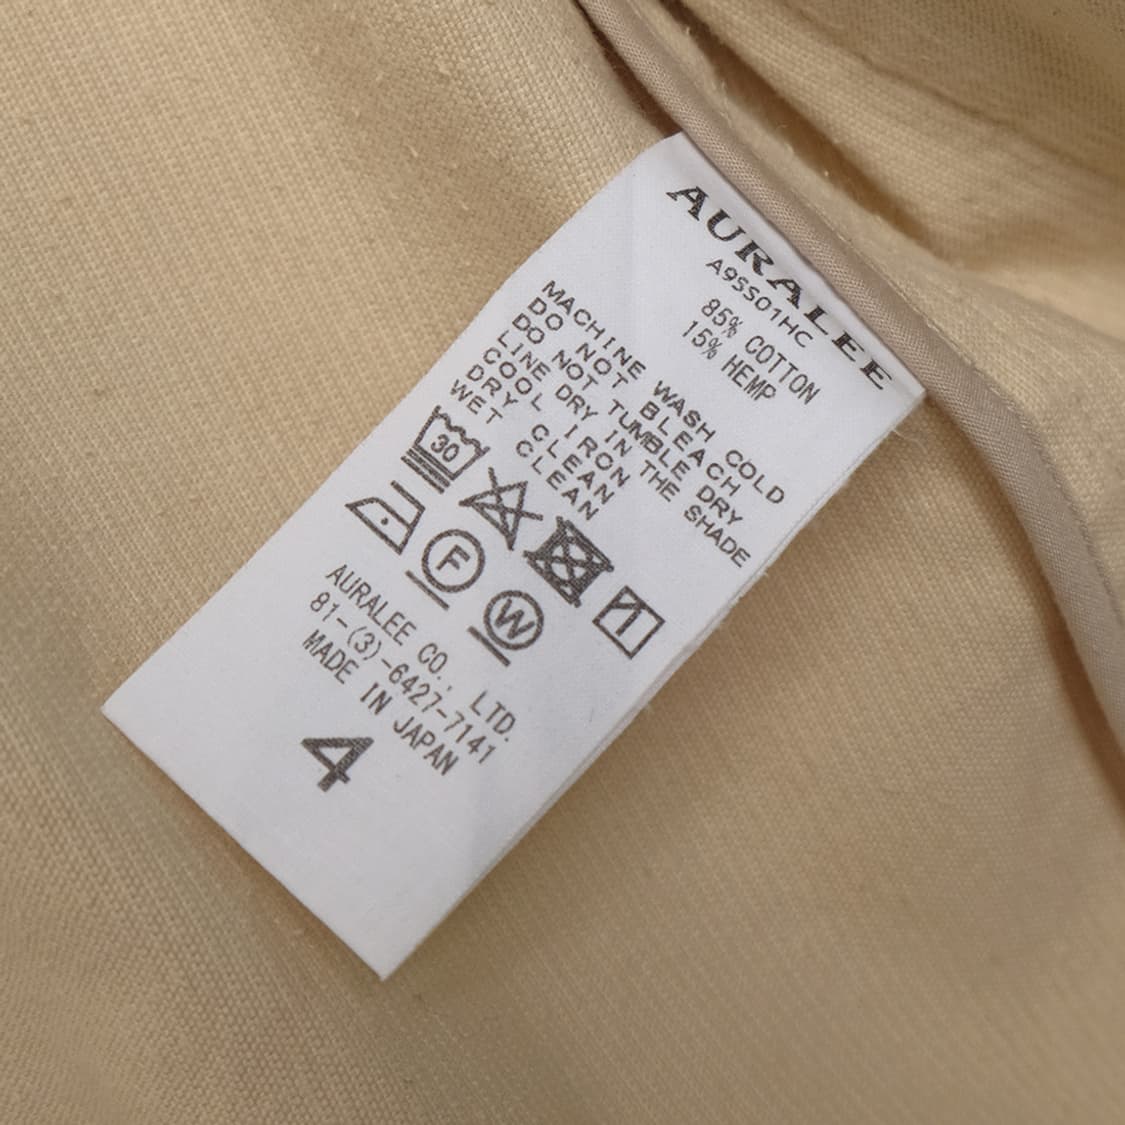 AURALEE
A9SS01HC
85% COTTON
15% HEMP
MACHINE WASH COLD
DO NOT BLEACH
DO NOT TUMBLE DRY
LINE DRY IN THE SHADE
COOL IRON
DRY CLEAN
WET CLEAN
30
F
W
AURALEE CO., LTD.
81-(3)-6427-7141
MADE IN JAPAN
4